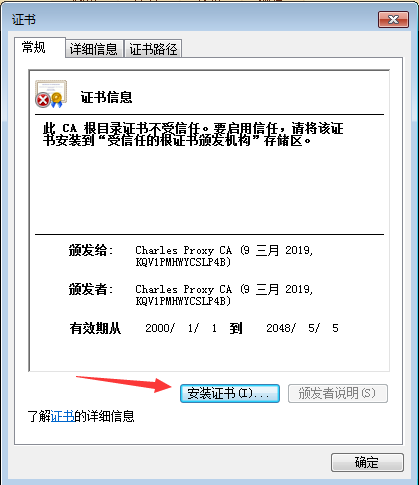 证书
常规 详细信息 证书路径
证书信息
此 CA 根目录证书不受信任。要启用信任，请将该证
书安装到“受信任的根证书颁发机构”存储区。
颁发给: Charles Proxy CA (9 三月 2019,
KQV1PMHWYCSLP4B)
颁发者: Charles Proxy CA (9 三月 2019,
KQV1PMHWYCSLP4B)
有效期从 2000/ 1/ 1 到 2048/ 5/ 5
安装证书(I)... 颁发者说明(S)
了解证书的详细信息
确定